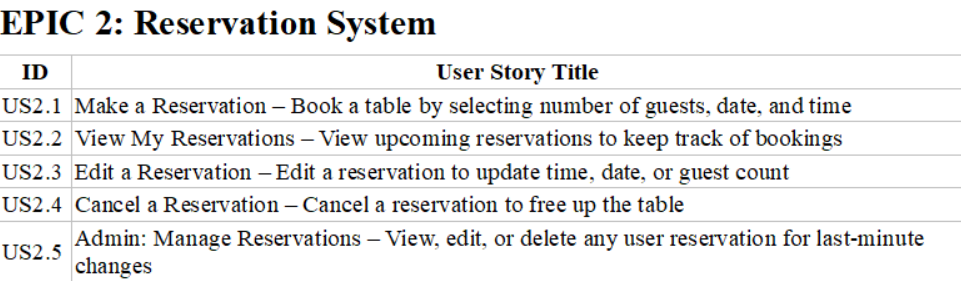 EPIC 2: Reservation System
ID User Story Title
US2.1 Make a Reservation – Book a table by selecting number of guests, date, and time
US2.2 View My Reservations – View upcoming reservations to keep track of bookings
US2.3 Edit a Reservation – Edit a reservation to update time, date, or guest count
US2.4 Cancel a Reservation – Cancel a reservation to free up the table
US2.5 Admin: Manage Reservations – View, edit, or delete any user reservation for last-minute
changes